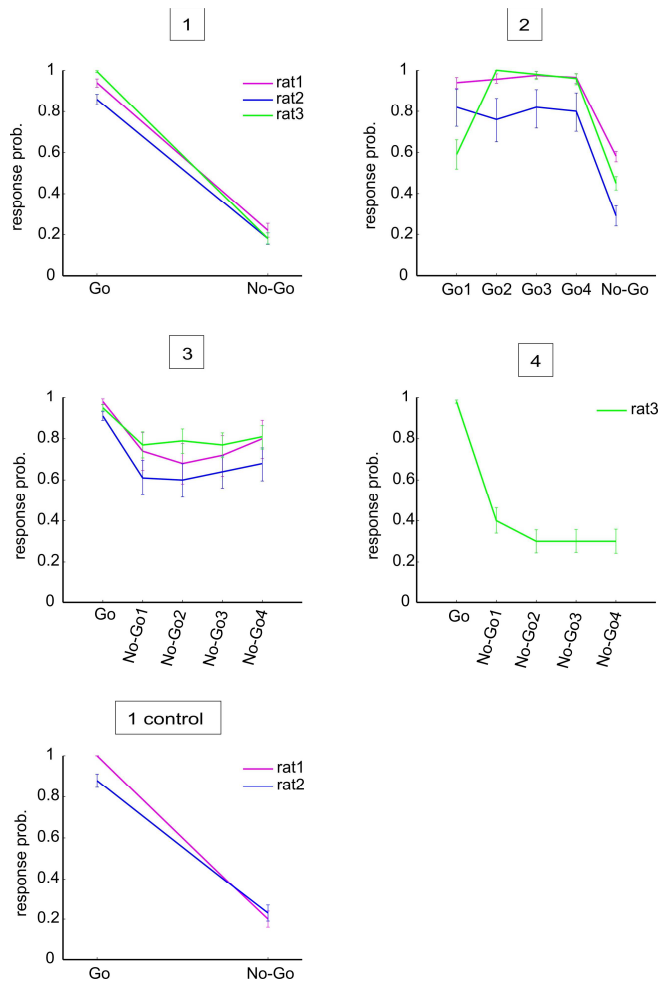 1
response prob.
1
0.8
0.6
0.4
0.2
0
Go
No-Go
rat1
rat2
rat3
2
response prob.
1
0.8
0.6
0.4
0.2
0
Go1 Go2 Go3 Go4 No-Go
3
response prob.
1
0.8
0.6
0.4
0.2
0
Go
No-Go1
No-Go2
No-Go3
No-Go4
4
response prob.
1
0.8
0.6
0.4
0.2
0
Go
No-Go1
No-Go2
No-Go3
No-Go4
rat3
1 control
response prob.
1
0.8
0.6
0.4
0.2
0
Go
No-Go
rat1
rat2